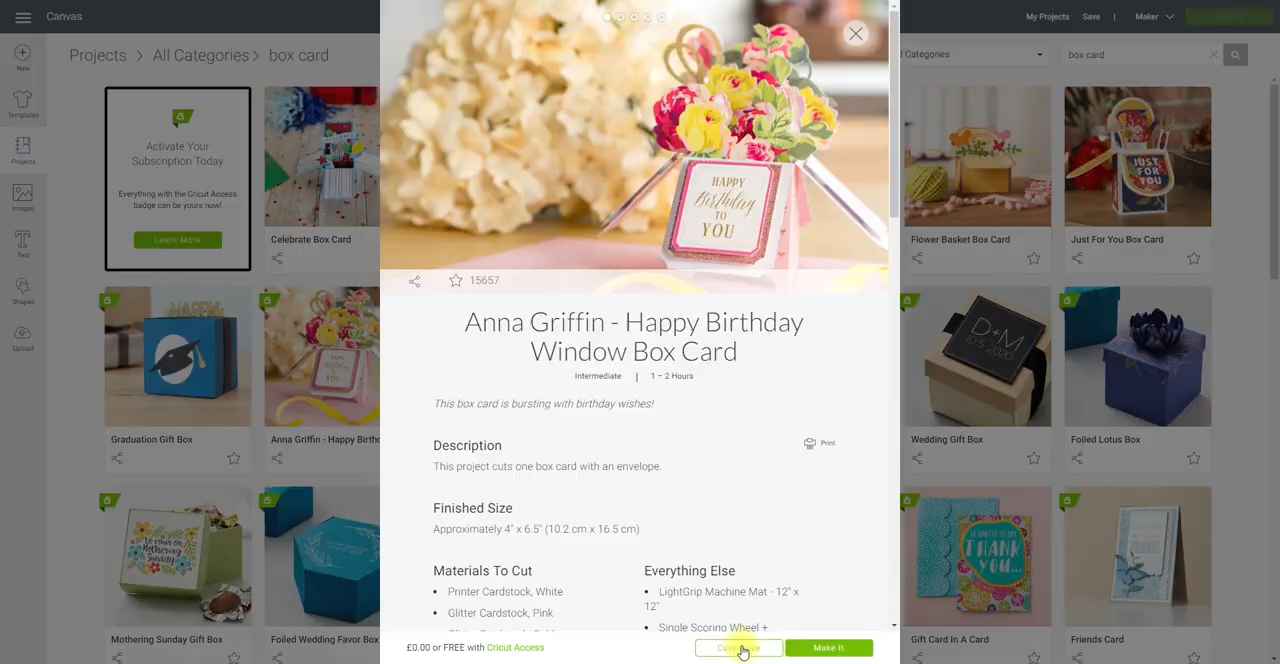 Canvas
My Projects Save | Maker
Projects > All Categories > box card
l Categories
box card
New
Templates
Projects
Images
Text
Shapes
Upload
Activate Your
Subscription Today
Everything with the Cricut Access
badge can be yours now!
Learn More
Celebrate Box Card
HAPPY
Birthday
TO
YOU
Flower Basket Box Card
JUST
FOR
YOU
Just For You Box Card
15657
Anna Griffin - Happy Birthday
Window Box Card
Intermediate | 1 – 2 Hours
This box card is bursting with birthday wishes!
Description
Print
This project cuts one box card with an envelope.
Finished Size
Approximately 4" x 6.5" (10.2 cm x 16.5 cm)
Materials To Cut
• Printer Cardstock, White
• Glitter Cardstock, Pink
Everything Else
• LightGrip Machine Mat - 12" x
12"
• Single Scoring Wheel +
£0.00 or FREE with Cricut Access
Make It
Graduation Gift Box
Anna Griffin - Happy Birthd
D+M
10.5.2020
Wedding Gift Box
Foiled Lotus Box
Mothering Sunday Gift Box
Foiled Wedding Favor Box
THANK
YOU
Gift Card In A Card
Friends Card